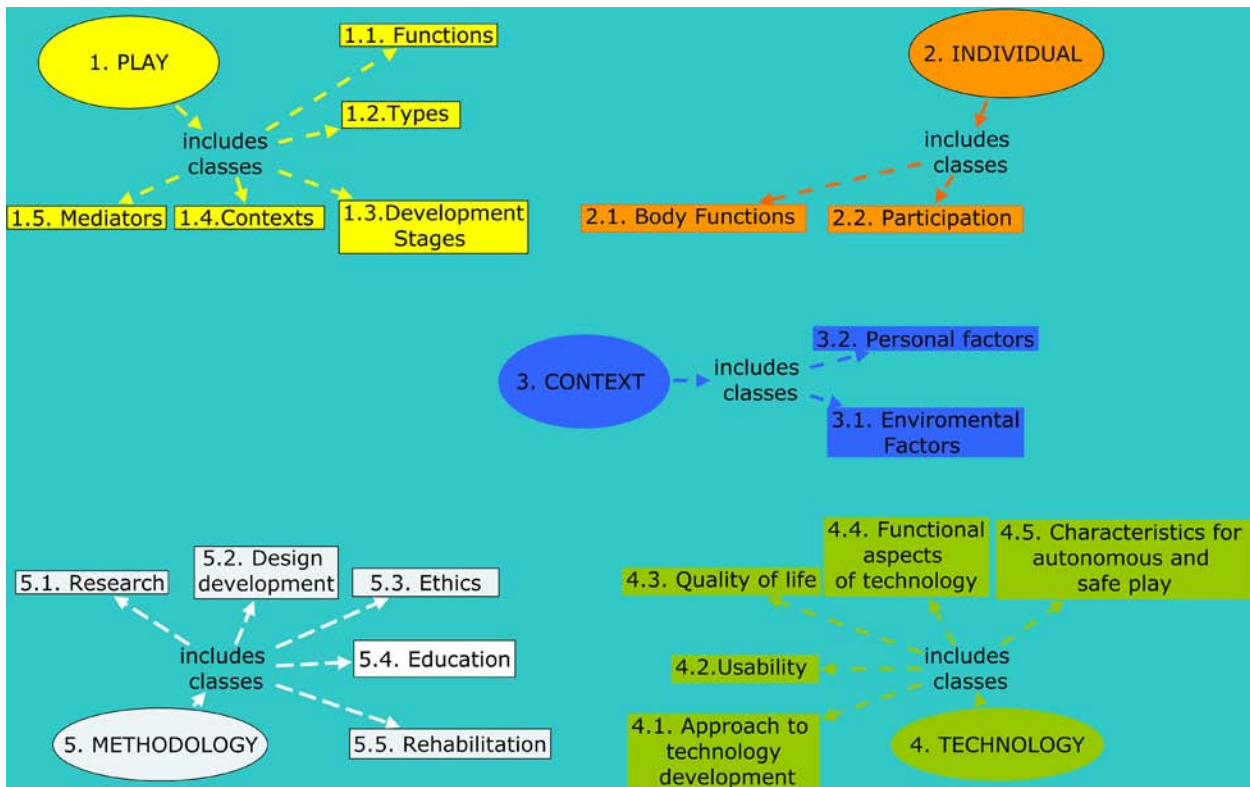 1. PLAY
includes
classes
1.1. Functions
1.2.Types
1.3.Development
Stages
1.4.Contexts
1.5. Mediators
2. INDIVIDUAL
includes
classes
2.1. Body Functions
2.2. Participation
3. CONTEXT
includes
classes
3.2. Personal factors
3.1. Enviromental
Factors
5.1. Research
5.2. Design
development
5.3. Ethics
includes
classes
5.4. Education
5. METHODOLOGY
5.5. Rehabilitation
4.3. Quality of life
4.4. Functional
aspects
of technology
4.5. Characteristics for
autonomous and
safe play
4.2.Usability
includes
classes
4.1. Approach to
technology
development
4. TECHNOLOGY